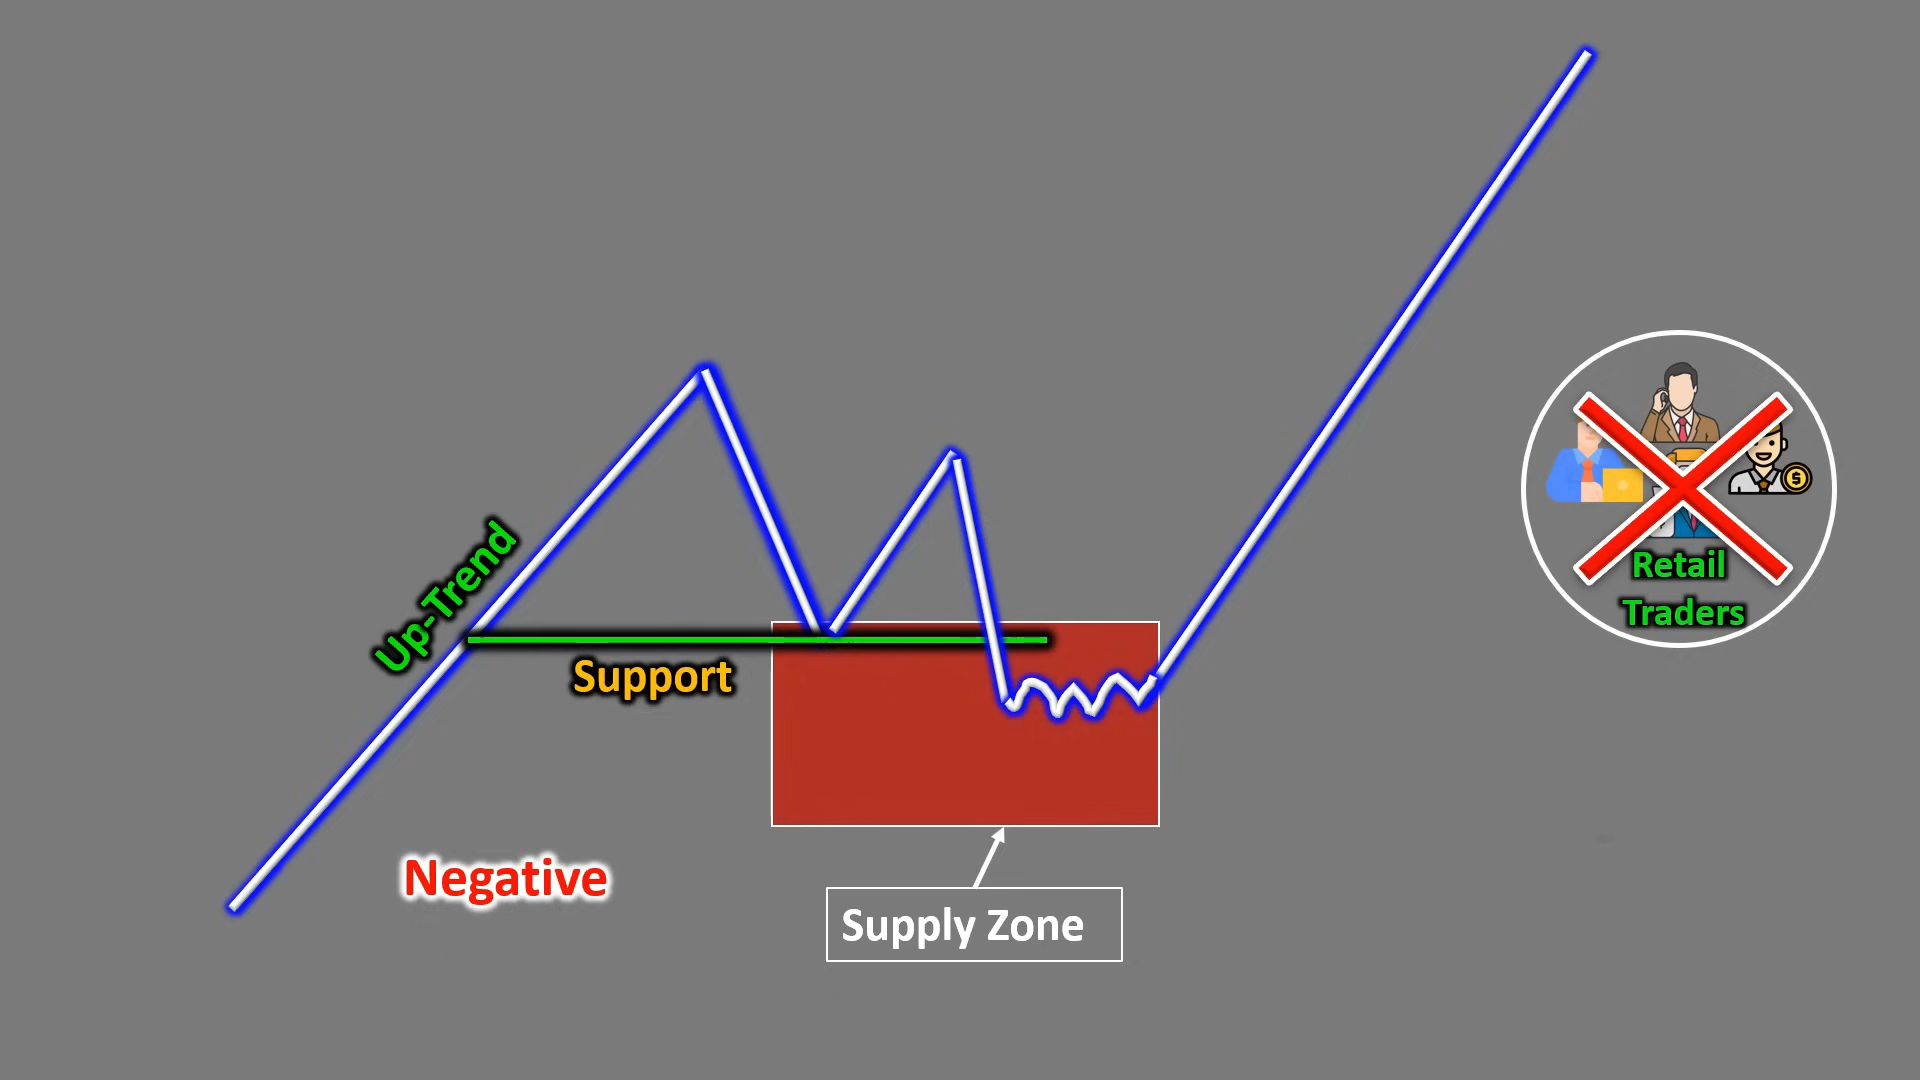 Up-Trend
Support
Negative
Supply Zone
Retail
Traders